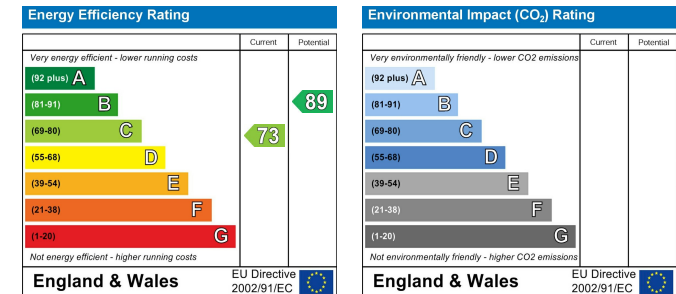 Energy Efficiency Rating
Current Potential
Very energy efficient - lower running costs
(92 plus) A
(81-91) B
89
(69-80) C
73
(55-68) D
(39-54) E
(21-38) F
(1-20) G
Not energy efficient - higher running costs
England & Wales
EU Directive
2002/91/EC
Environmental Impact (CO2) Rating
Current Potential
Very environmentally friendly - lower CO2 emissions
(92 plus) A
(81-91) B
(69-80) C
(55-68) D
(39-54) E
(21-38) F
(1-20) G
Not environmentally friendly - higher CO2 emissions
England & Wales
EU Directive
2002/91/EC